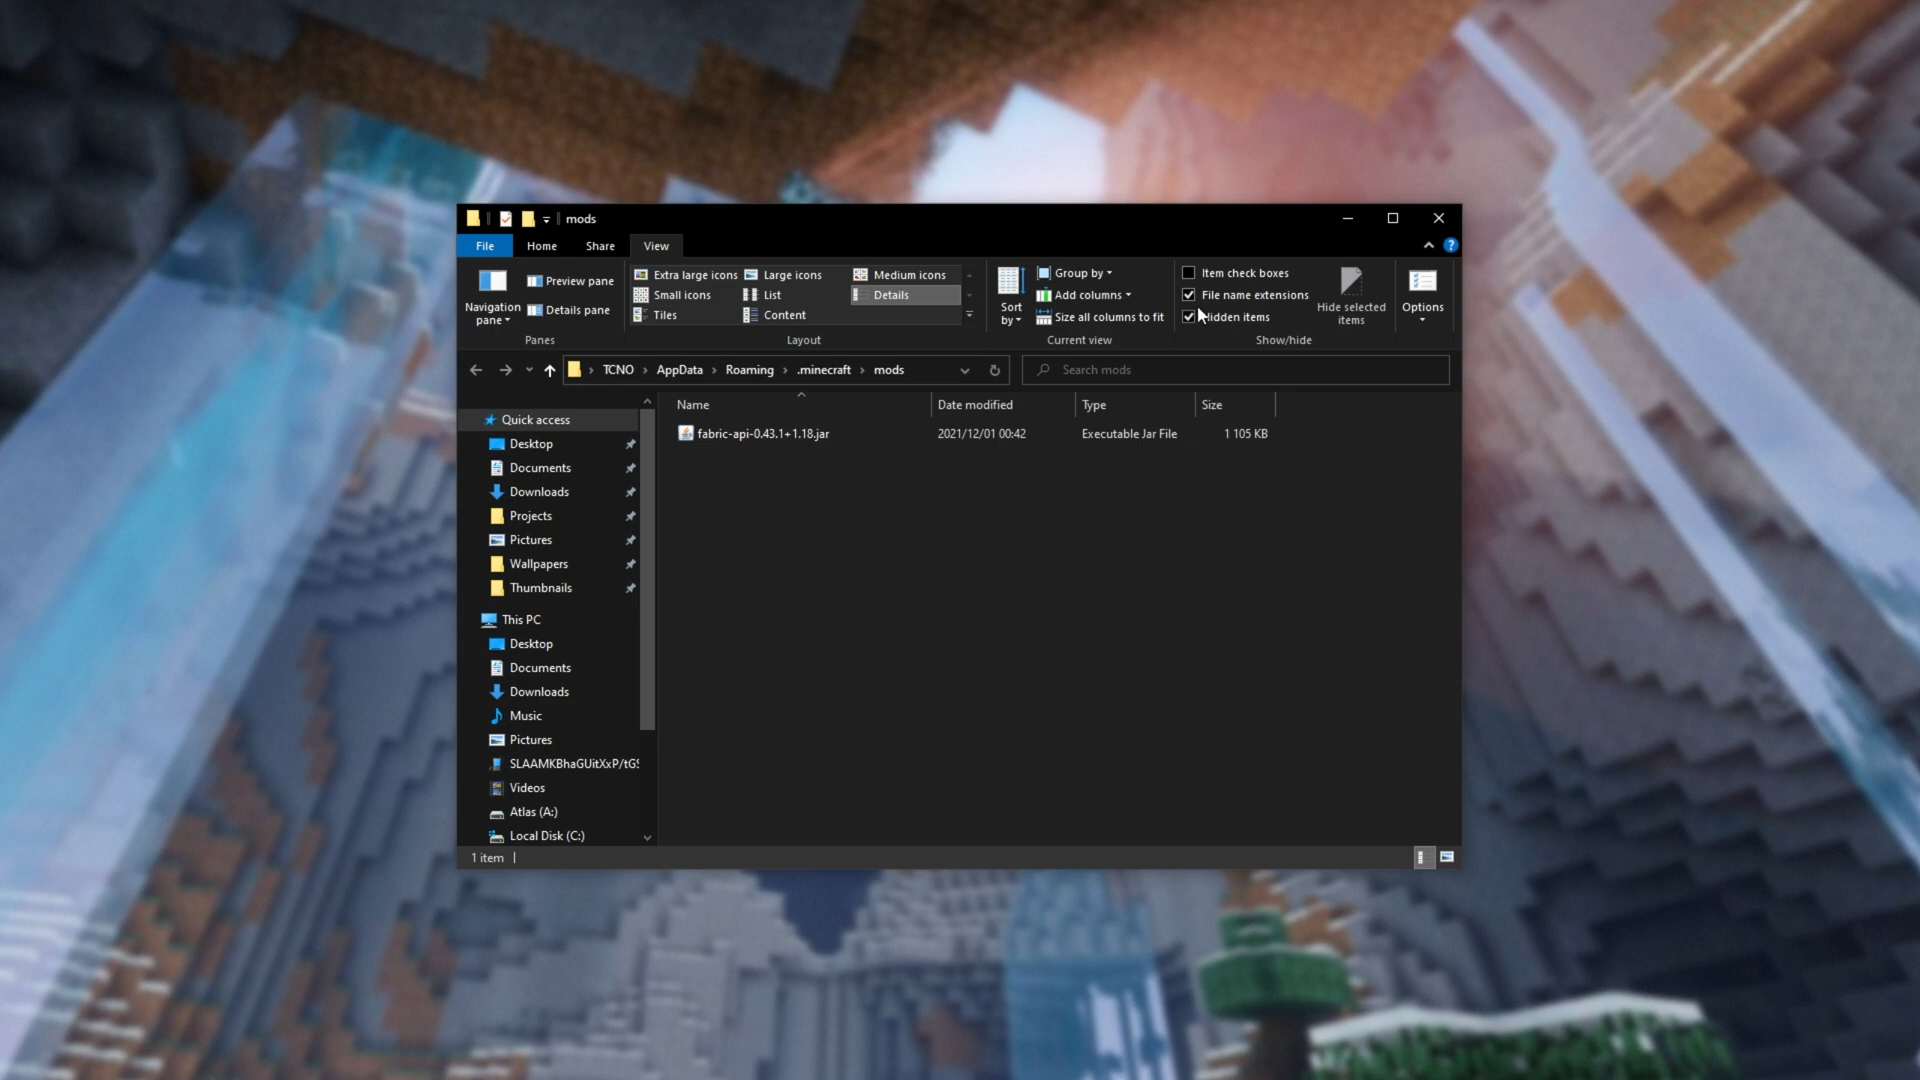 mods
File Home Share View
Navigation pane
Preview pane
Details pane
Panes
Extra large icons Large icons Medium icons
Small icons List Details
Tiles Content
Layout
Sort by
Group by
Add columns
Size all columns to fit
Current view
Item check boxes
File name extensions
Hidden items
Hide selected items
Show/hide
Options
TCNO AppData Roaming .minecraft mods
Search mods
Name Date modified Type Size
fabric-api-0.43.1+1.18.jar 2021/12/01 00:42 Executable Jar File 1 105 KB
Quick access
Desktop
Documents
Downloads
Projects
Pictures
Wallpapers
Thumbnails
This PC
Desktop
Documents
Downloads
Music
Pictures
Videos
Atlas (A:)
Local Disk (C:)
1 item